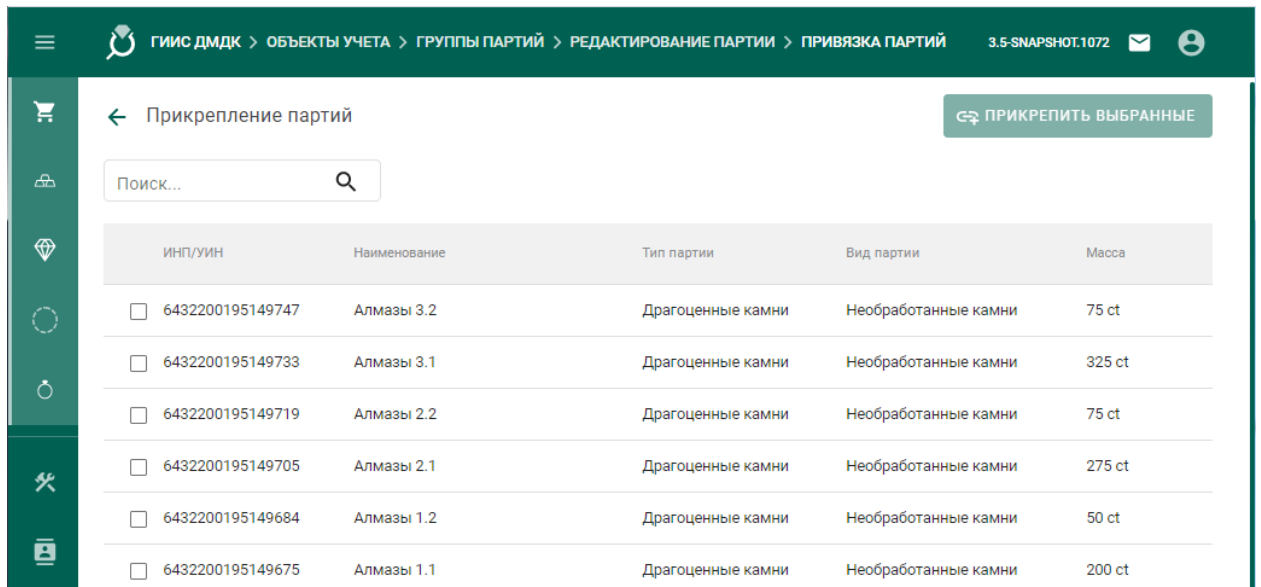 ГИИС ДМДК > ОБЪЕКТЫ УЧЕТА > ГРУППЫ ПАРТИЙ > РЕДАКТИРОВАНИЕ ПАРТИИ > ПРИВЯЗКА ПАРТИЙ 3.5-SNAPSHOT.1072
Прикрепление партий ПРИКРЕПИТЬ ВЫБРАННЫЕ
Поиск...
ИНП/УИН Наименование Тип партии Вид партии Масса
6432200195149747 Алмазы 3.2 Драгоценные камни Необработанные камни 75 ct
6432200195149733 Алмазы 3.1 Драгоценные камни Необработанные камни 325 ct
6432200195149719 Алмазы 2.2 Драгоценные камни Необработанные камни 75 ct
6432200195149705 Алмазы 2.1 Драгоценные камни Необработанные камни 275 ct
6432200195149684 Алмазы 1.2 Драгоценные камни Необработанные камни 50 ct
6432200195149675 Алмазы 1.1 Драгоценные камни Необработанные камни 200 ct